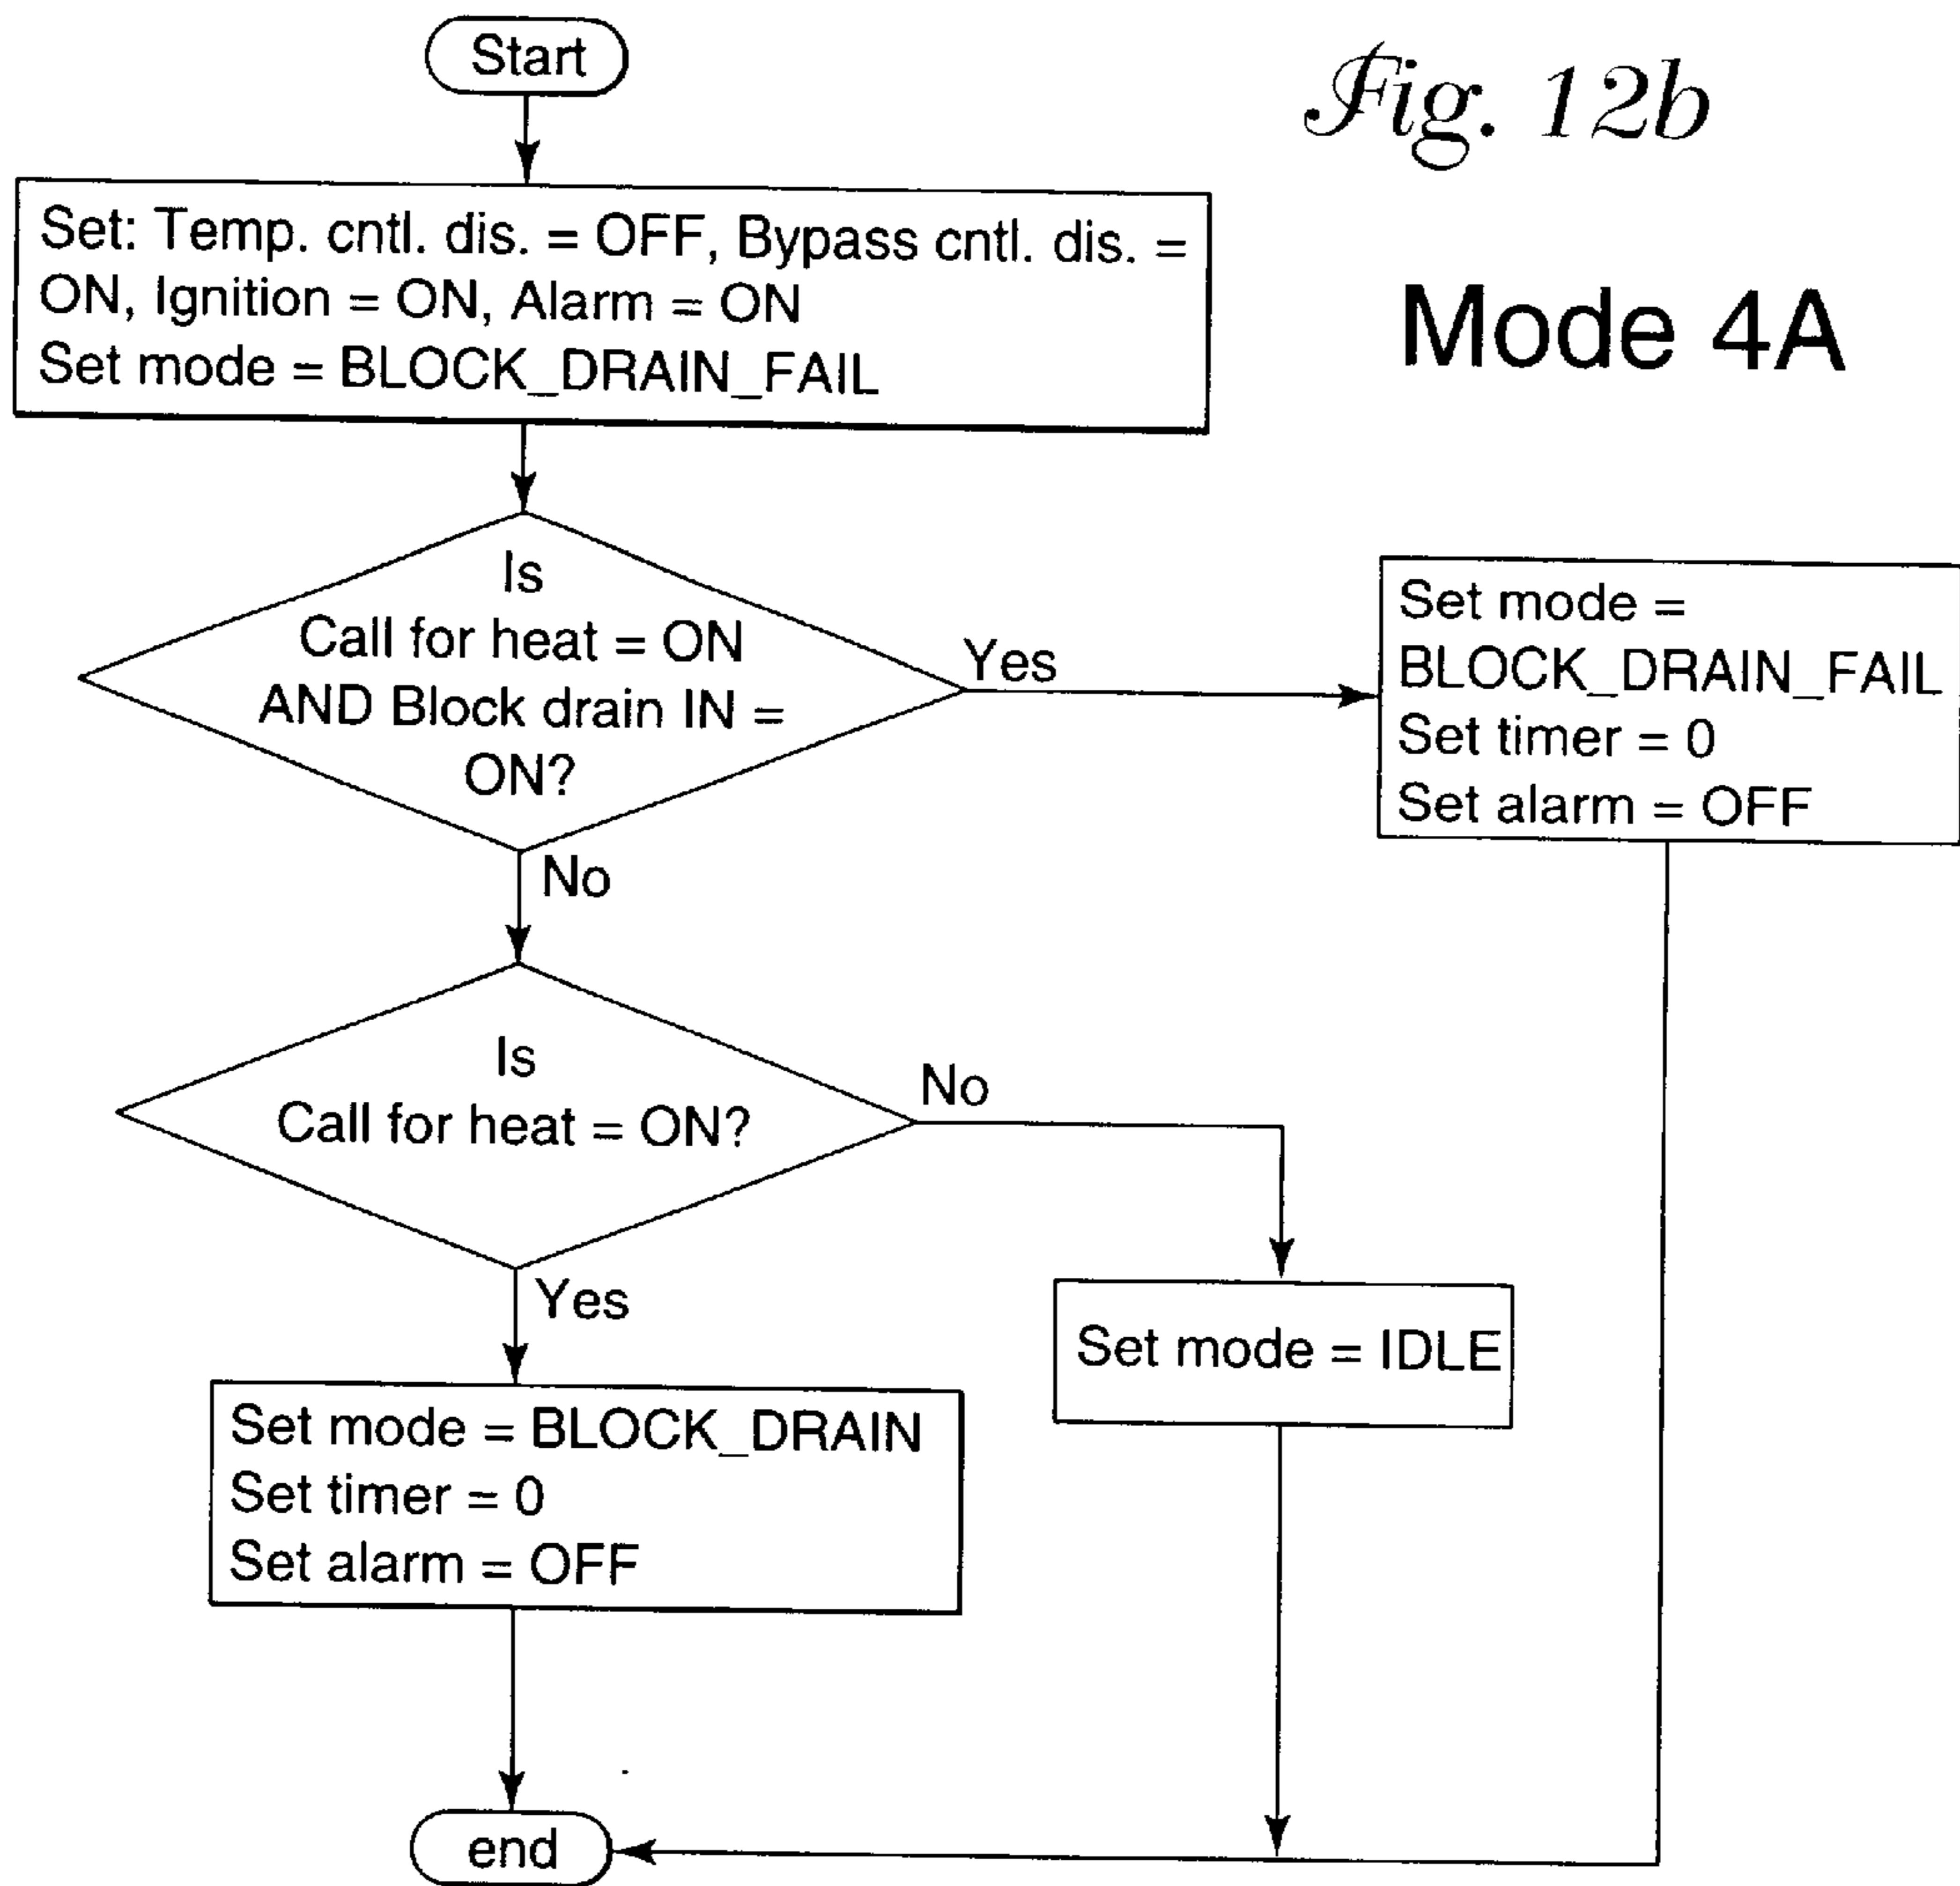 Start
Fig. 12b
Set: Temp. cntl. dis. = OFF, Bypass cntl. dis. =
ON, Ignition = ON, Alarm = ON
Set mode = BLOCK_DRAIN_FAIL
Mode 4A
Is
Call for heat = ON
AND Block drain IN =
ON?
Yes
Set mode =
BLOCK_DRAIN_FAIL
Set timer = 0
Set alarm = OFF
No
Is
Call for heat = ON?
No
Yes
Set mode = IDLE
Set mode = BLOCK_DRAIN
Set timer = 0
Set alarm = OFF
end